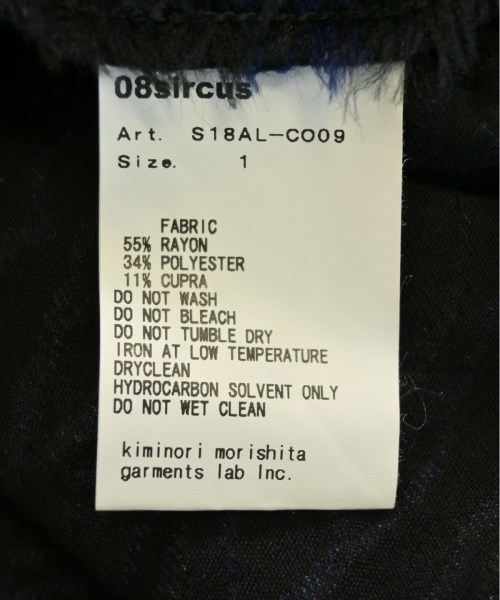 08sircus
Art. S18AL-CO09
Size. 1
FABRIC
55% RAYON
34% POLYESTER
11% CUPRA
DO NOT WASH
DO NOT BLEACH
DO NOT TUMBLE DRY
IRON AT LOW TEMPERATURE
DRYCLEAN
HYDROCARBON SOLVENT ONLY
DO NOT WET CLEAN
kiminori morishita
garments lab Inc.